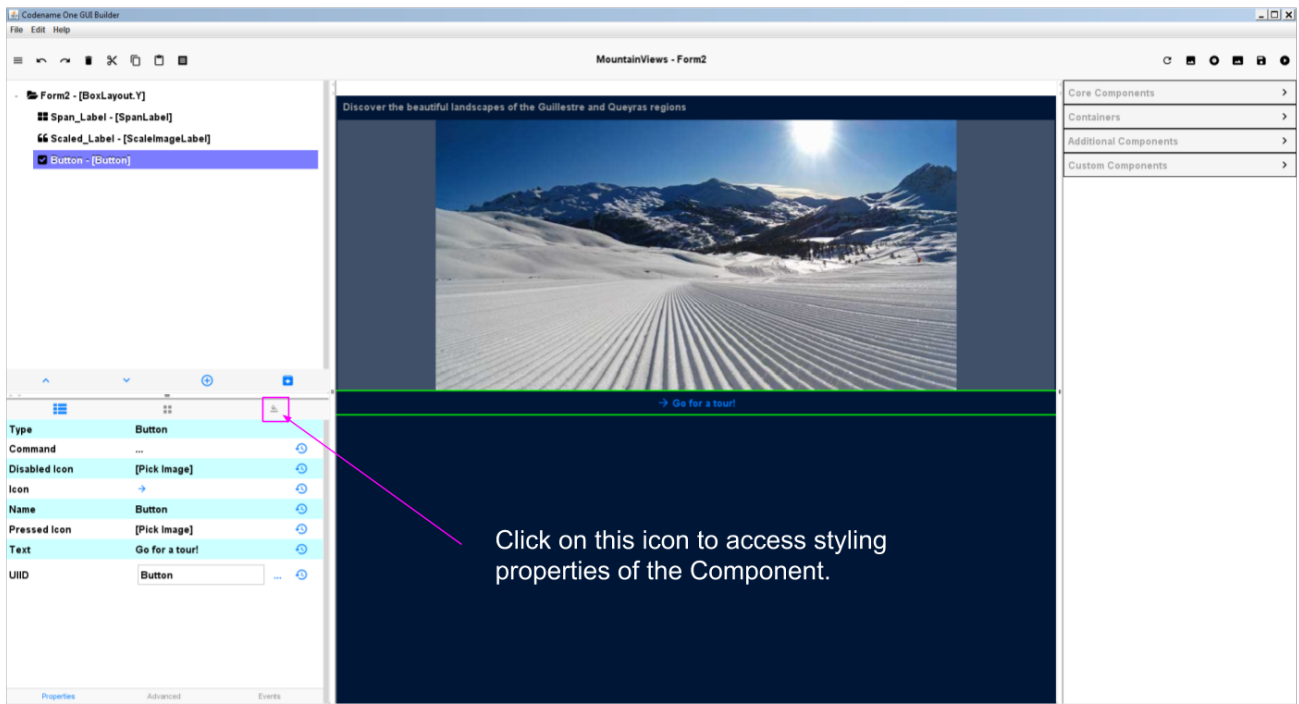 Codename One GUI Builder
File Edit Help
MountainViews - Form2
Form2 - [BoxLayout.Y]
Span_Label - [SpanLabel]
Scaled_Label - [ScaleImageLabel]
Button - [Button]
Discover the beautiful landscapes of the Guillestre and Queyras regions
Go for a tour!
Core Components
Containers
Additional Components
Custom Components
Type Button
Command ...
Disabled Icon [Pick Image]
Icon
Name Button
Pressed Icon [Pick Image]
Text Go for a tour!
UIID Button ...
Click on this icon to access styling
properties of the Component.
Properties Advanced Events